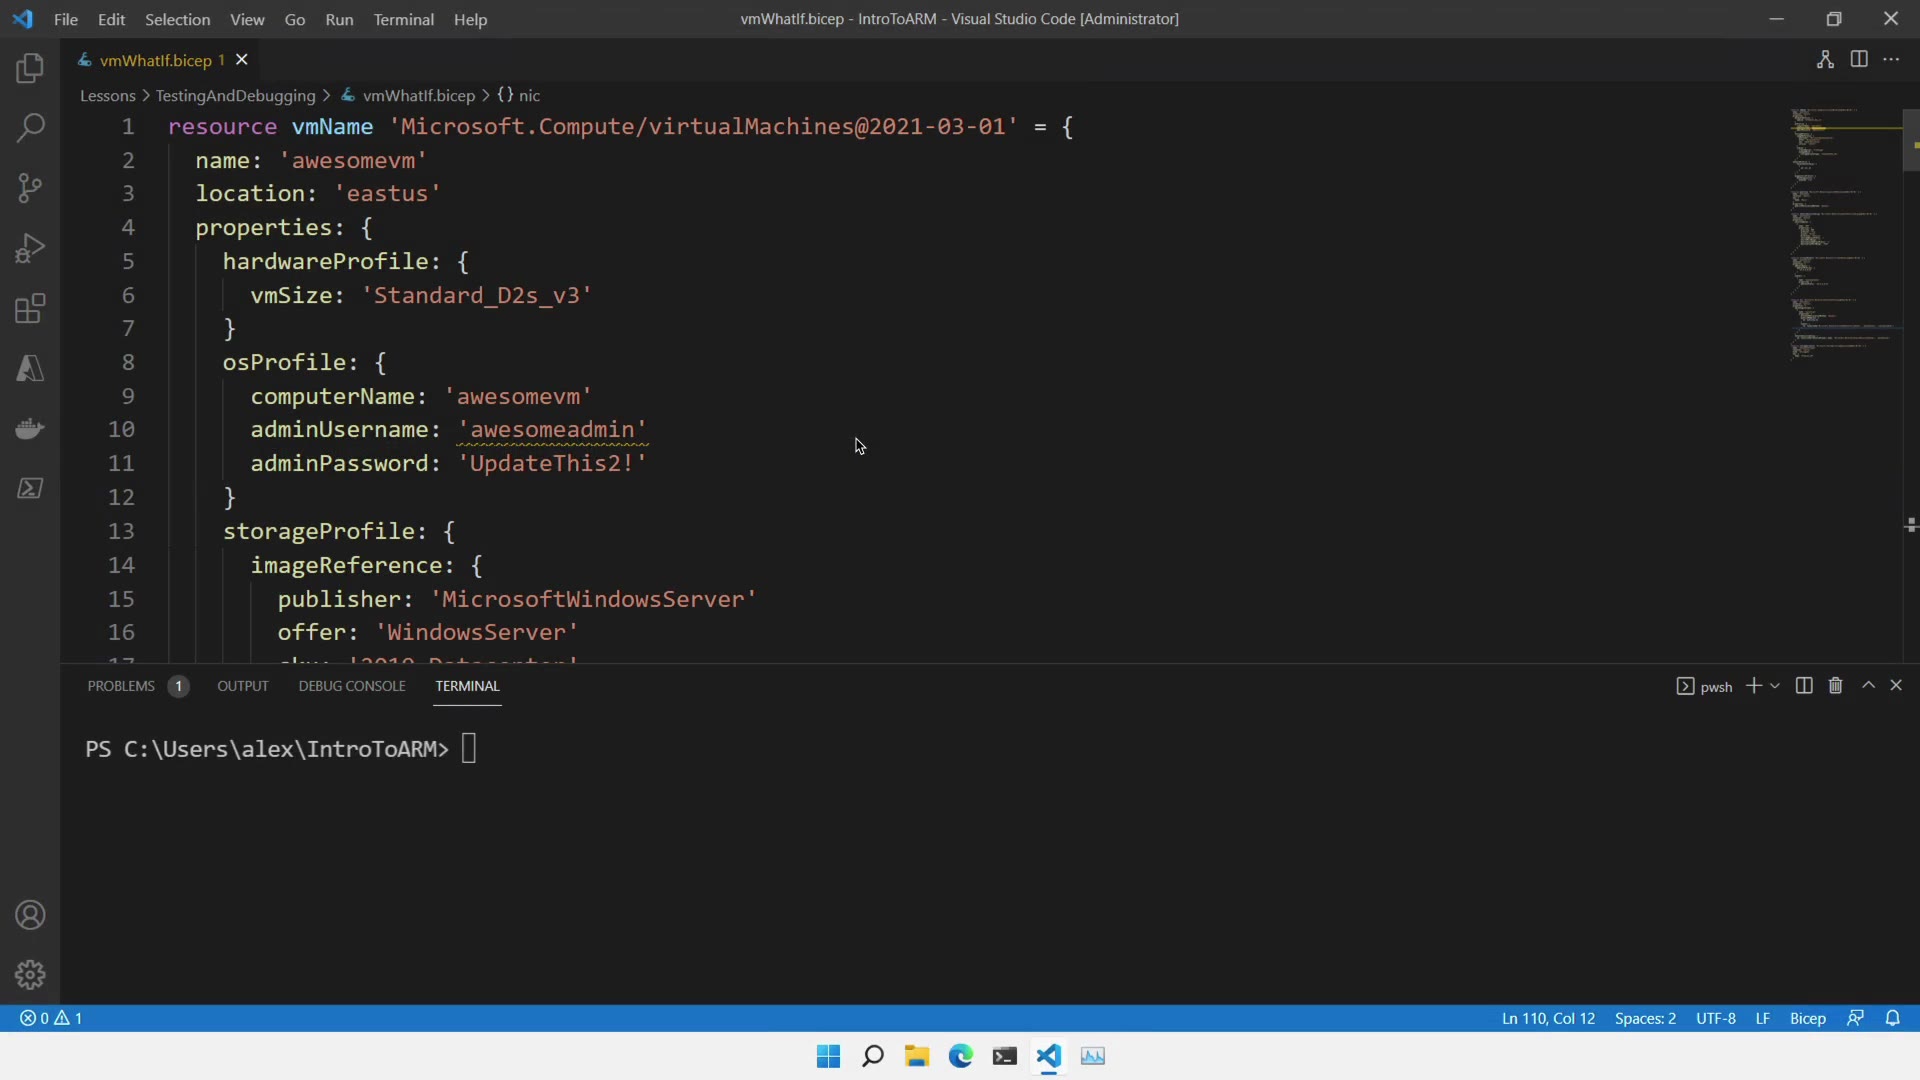 File Edit Selection View Go Run Terminal Help
vmWhatIf.bicep - IntroToARM - Visual Studio Code [Administrator]
vmWhatIf.bicep 1
Lessons > TestingAndDebugging > vmWhatIf.bicep > {} nic
1 resource vmName 'Microsoft.Compute/virtualMachines@2021-03-01' = {
2 name: 'awesomevm'
3 location: 'eastus'
4 properties: {
5 hardwareProfile: {
6 vmSize: 'Standard_D2s_v3'
7 }
8 osProfile: {
9 computerName: 'awesomevm'
10 adminUsername: 'awesomeadmin'
11 adminPassword: 'UpdateThis2!'
12 }
13 storageProfile: {
14 imageReference: {
15 publisher: 'MicrosoftWindowsServer'
16 offer: 'WindowsServer'
PROBLEMS 1 OUTPUT DEBUG CONSOLE TERMINAL
pwsh
PS C:\Users\alex\IntroToARM>
0 1
Ln 110, Col 12 Spaces: 2 UTF-8 LF Bicep